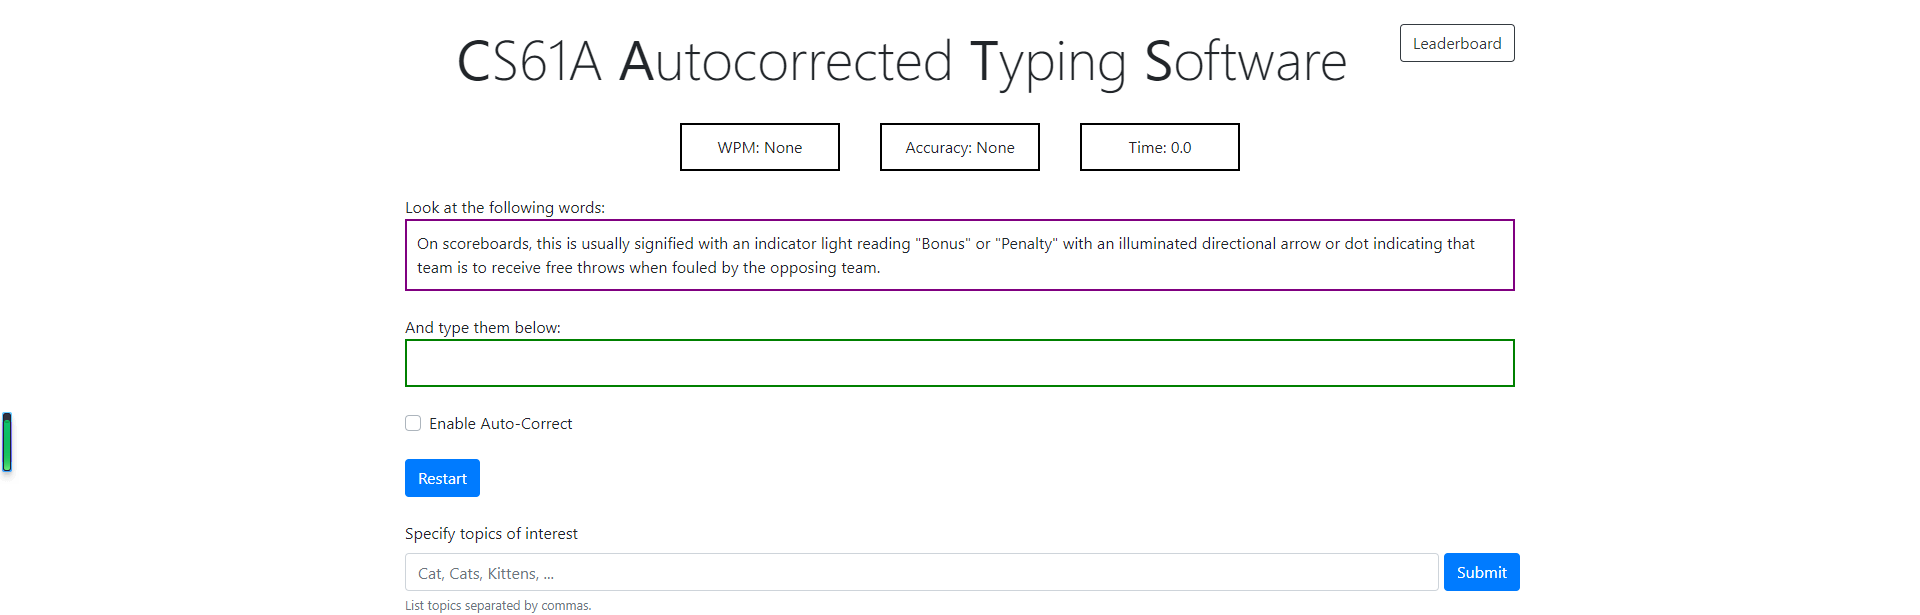 CS61A Autocorrected Typing Software
Leaderboard
WPM: None
Accuracy: None
Time: 0.0
Look at the following words:
On scoreboards, this is usually signified with an indicator light reading "Bonus" or "Penalty" with an illuminated directional arrow or dot indicating that
team is to receive free throws when fouled by the opposing team.
And type them below:
Enable Auto-Correct
Restart
Specify topics of interest
Cat, Cats, Kittens, ...
Submit
List topics separated by commas.